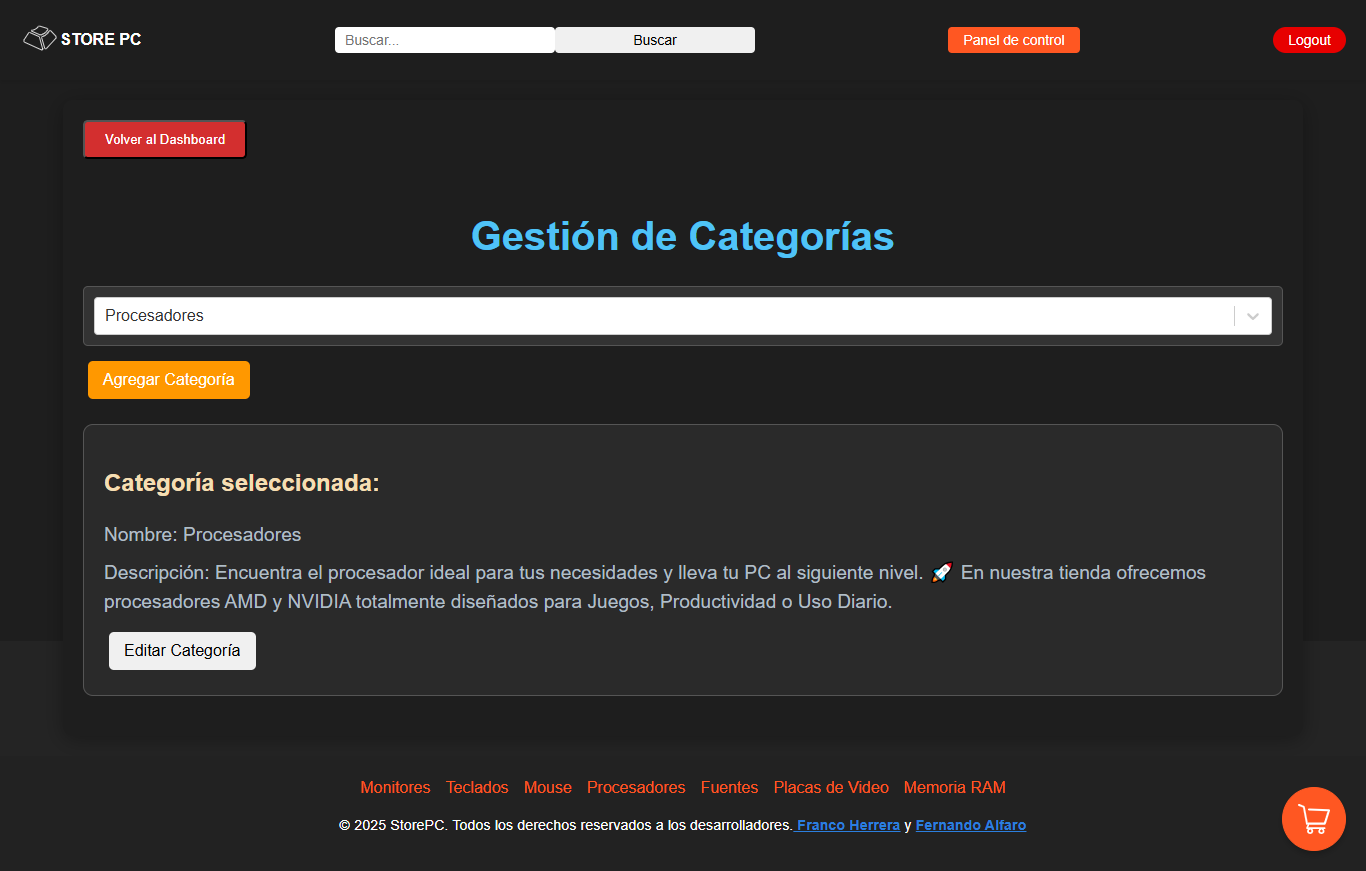 STORE PC
Buscar...
Buscar
Panel de control
Logout
Volver al Dashboard
Gestión de Categorías
Procesadores
Agregar Categoría
Categoría seleccionada:
Nombre: Procesadores
Descripción: Encuentra el procesador ideal para tus necesidades y lleva tu PC al siguiente nivel. 🚀 En nuestra tienda ofrecemos
procesadores AMD y NVIDIA totalmente diseñados para Juegos, Productividad o Uso Diario.
Editar Categoría
Monitores Teclados Mouse Procesadores Fuentes Placas de Video Memoria RAM
© 2025 StorePC. Todos los derechos reservados a los desarrolladores. Franco Herrera y Fernando Alfaro